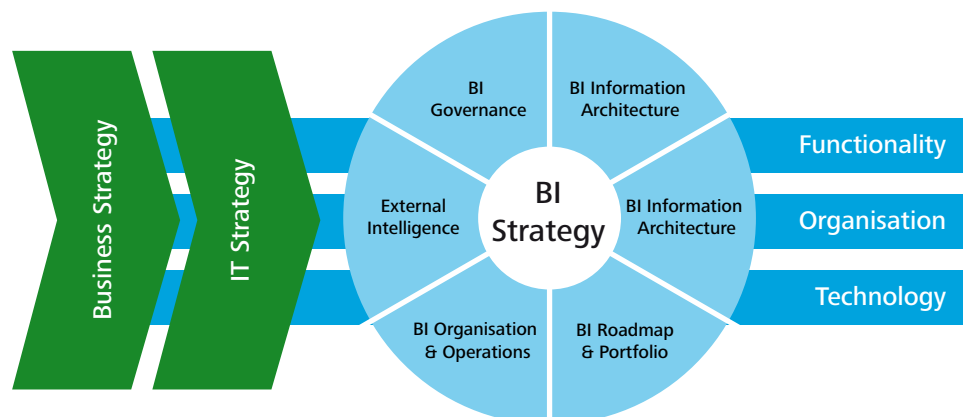 Business Strategy
IT Strategy
BI
Governance
BI Information
Architecture
External
Intelligence
BI
Strategy
BI Information
Architecture
BI Organisation
& Operations
BI Roadmap
& Portfolio
Functionality
Organisation
Technology